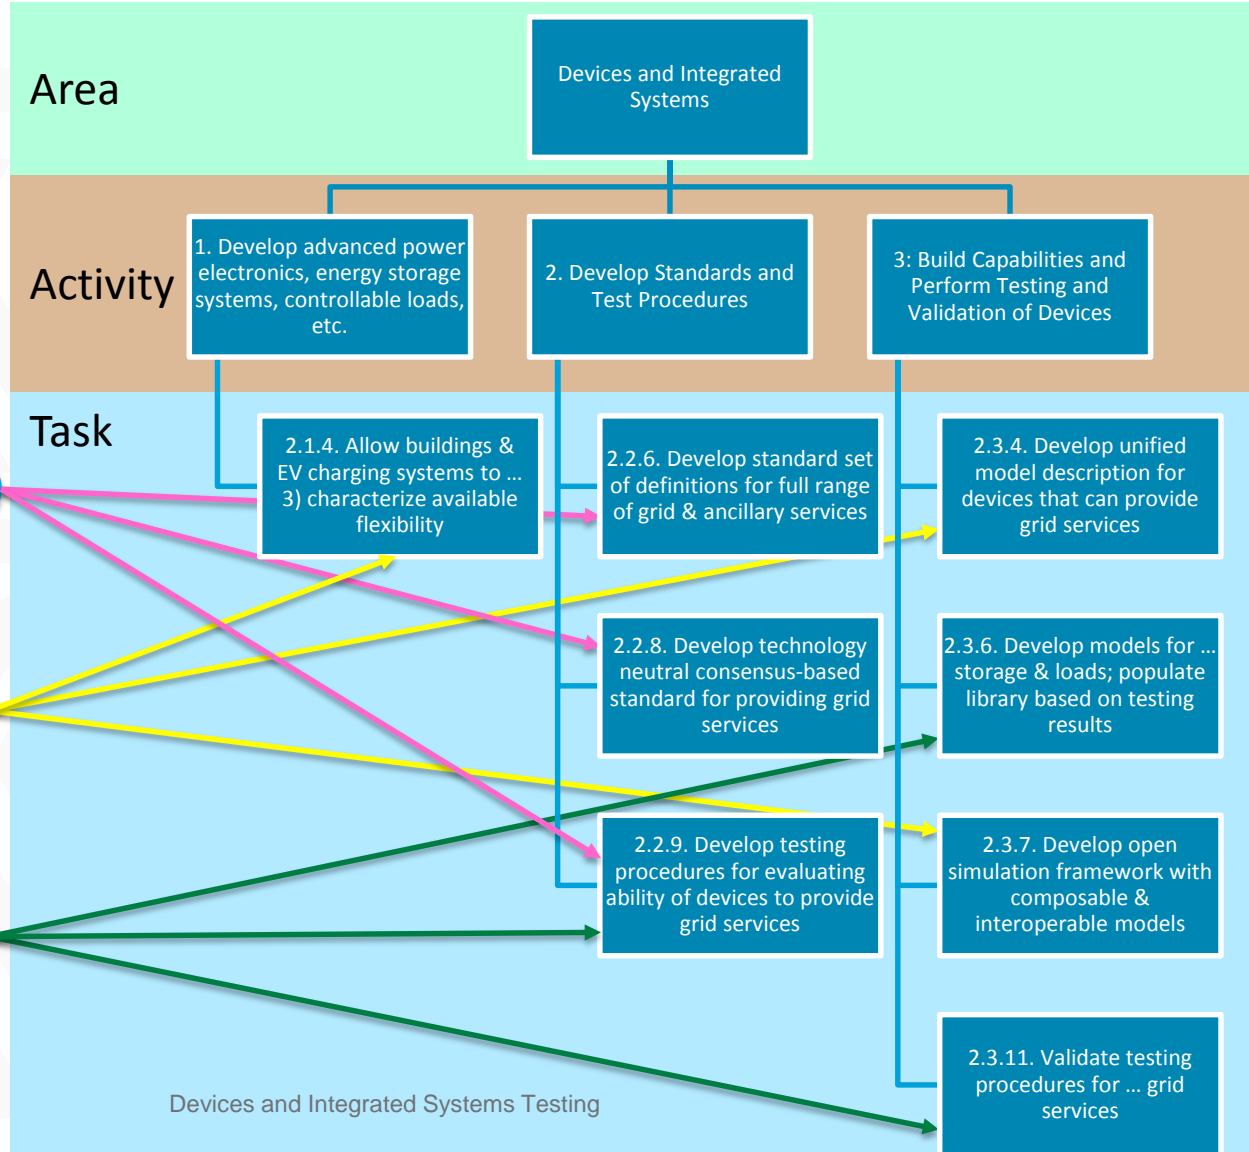 Area
Devices and Integrated
Systems
Activity
1. Develop advanced power
electronics, energy storage
systems, controllable loads,
etc.
2. Develop Standards and
Test Procedures
3: Build Capabilities and
Perform Testing and
Validation of Devices
Task
2.1.4. Allow buildings &
EV charging systems to ...
3) characterize available
flexibility
2.2.6. Develop standard set
of definitions for full range
of grid & ancillary services
2.3.4. Develop unified
model description for
devices that can provide
grid services
2.2.8. Develop technology
neutral consensus-based
standard for providing grid
services
2.3.6. Develop models for ...
storage & loads; populate
library based on testing
results
2.2.9. Develop testing
procedures for evaluating
ability of devices to provide
grid services
2.3.7. Develop open
simulation framework with
composable &
interoperable models
2.3.11. Validate testing
procedures for ... grid
services
Devices and Integrated Systems Testing